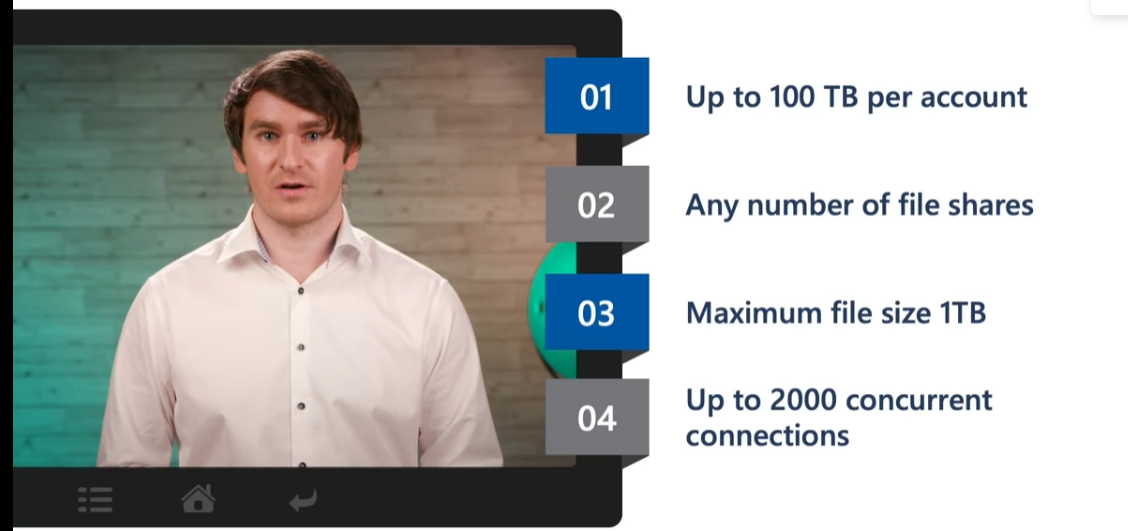 01
Up to 100 TB per account
02
Any number of file shares
03
Maximum file size 1TB
04
Up to 2000 concurrent
connections